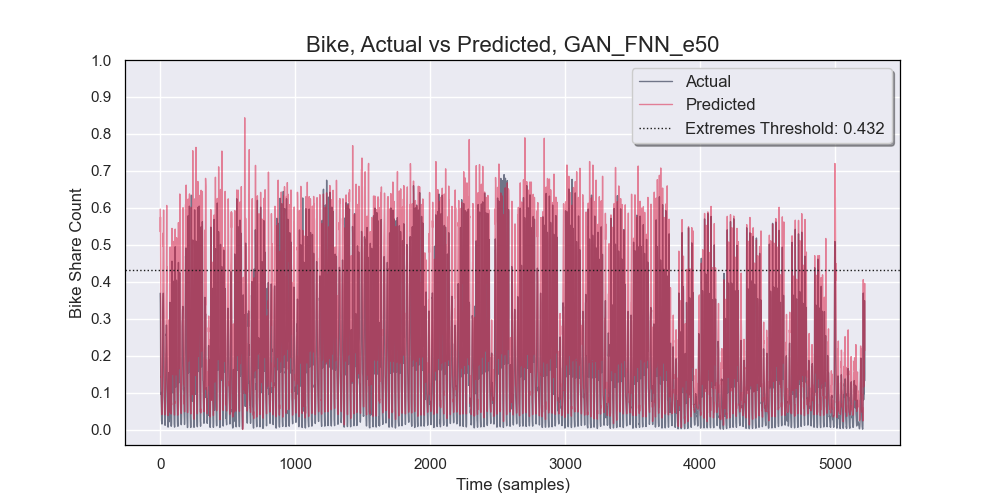 Bike, Actual vs Predicted, GAN_FNN_e50
Actual
Predicted
Extremes Threshold: 0.432
1.0
0.9
0.8
0.7
0.6
0.5
0.4
0.3
0.2
0.1
0.0
Bike Share Count
0 1000 2000 3000 4000 5000
Time (samples)